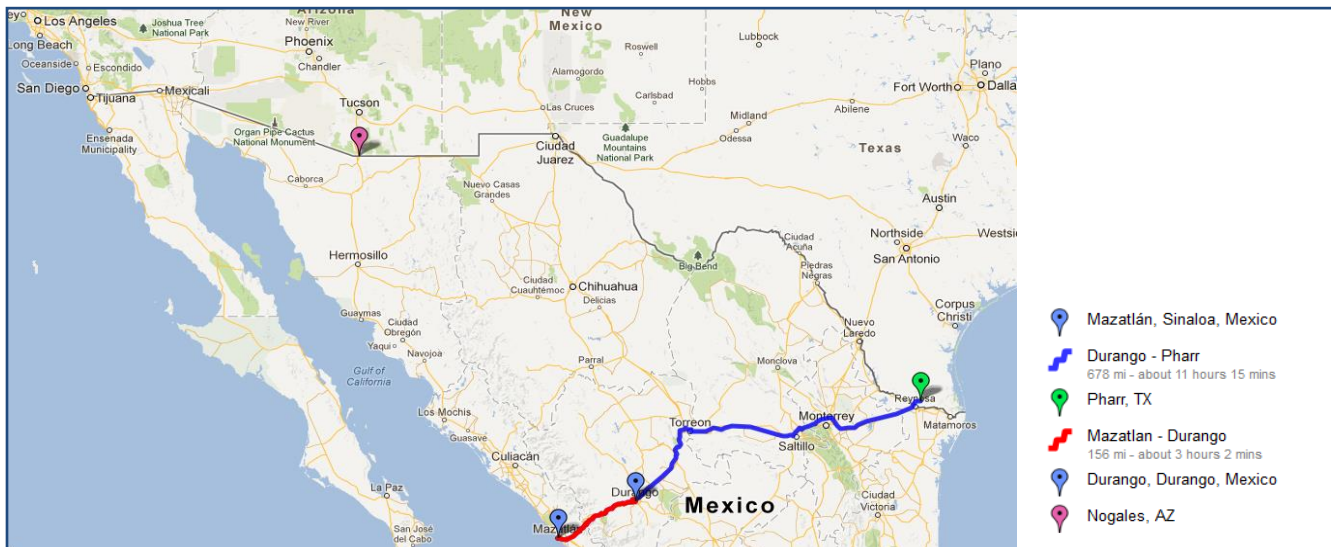 Los Angeles
Long Beach
Oceanside
Escondido
San Diego
Tijuana
Mexicali
Ensenada
Municipality
Joshua Tree
National Park
Arizona
New River
Phoenix
Chandler
Tucson
Organ Pipe Cactus
National Monument
Caborca
New
Mexico
Roswell
Alamogordo
Hobbs
Carlsbad
Las Cruces
Guadalupe
Mountains
National Park
Ciudad
Juarez
Nuevo Casas
Grandes
Lubbock
Midland
Odessa
Abilene
Plano
Fort Worth
Dalla
Waco
Texas
Austin
Northside
Westsid
San Antonio
Corpus
Christi
Ciudad
Acuña
Piedras
Negras
Big Bend
Nuevo
Laredo
Hermosillo
Guaymas
Ciudad
Obregón
Yaqui
Navojoa
Gulf of
California
Los Mochis
Guasave
Culiacán
La Paz
San José
del Cabo
Ciudad
Cuauhtémoc
Chihuahua
Delicias
Parral
Monclova
Torreon
Saltillo
Monterrey
Reynosa
Matamoros
Durango
Mazatlán
Mexico
Ciudad
Victoria
Mazatlán, Sinaloa, Mexico
Durango - Pharr
678 mi - about 11 hours 15 mins
Pharr, TX
Mazatlan - Durango
156 mi - about 3 hours 2 mins
Durango, Durango, Mexico
Nogales, AZ